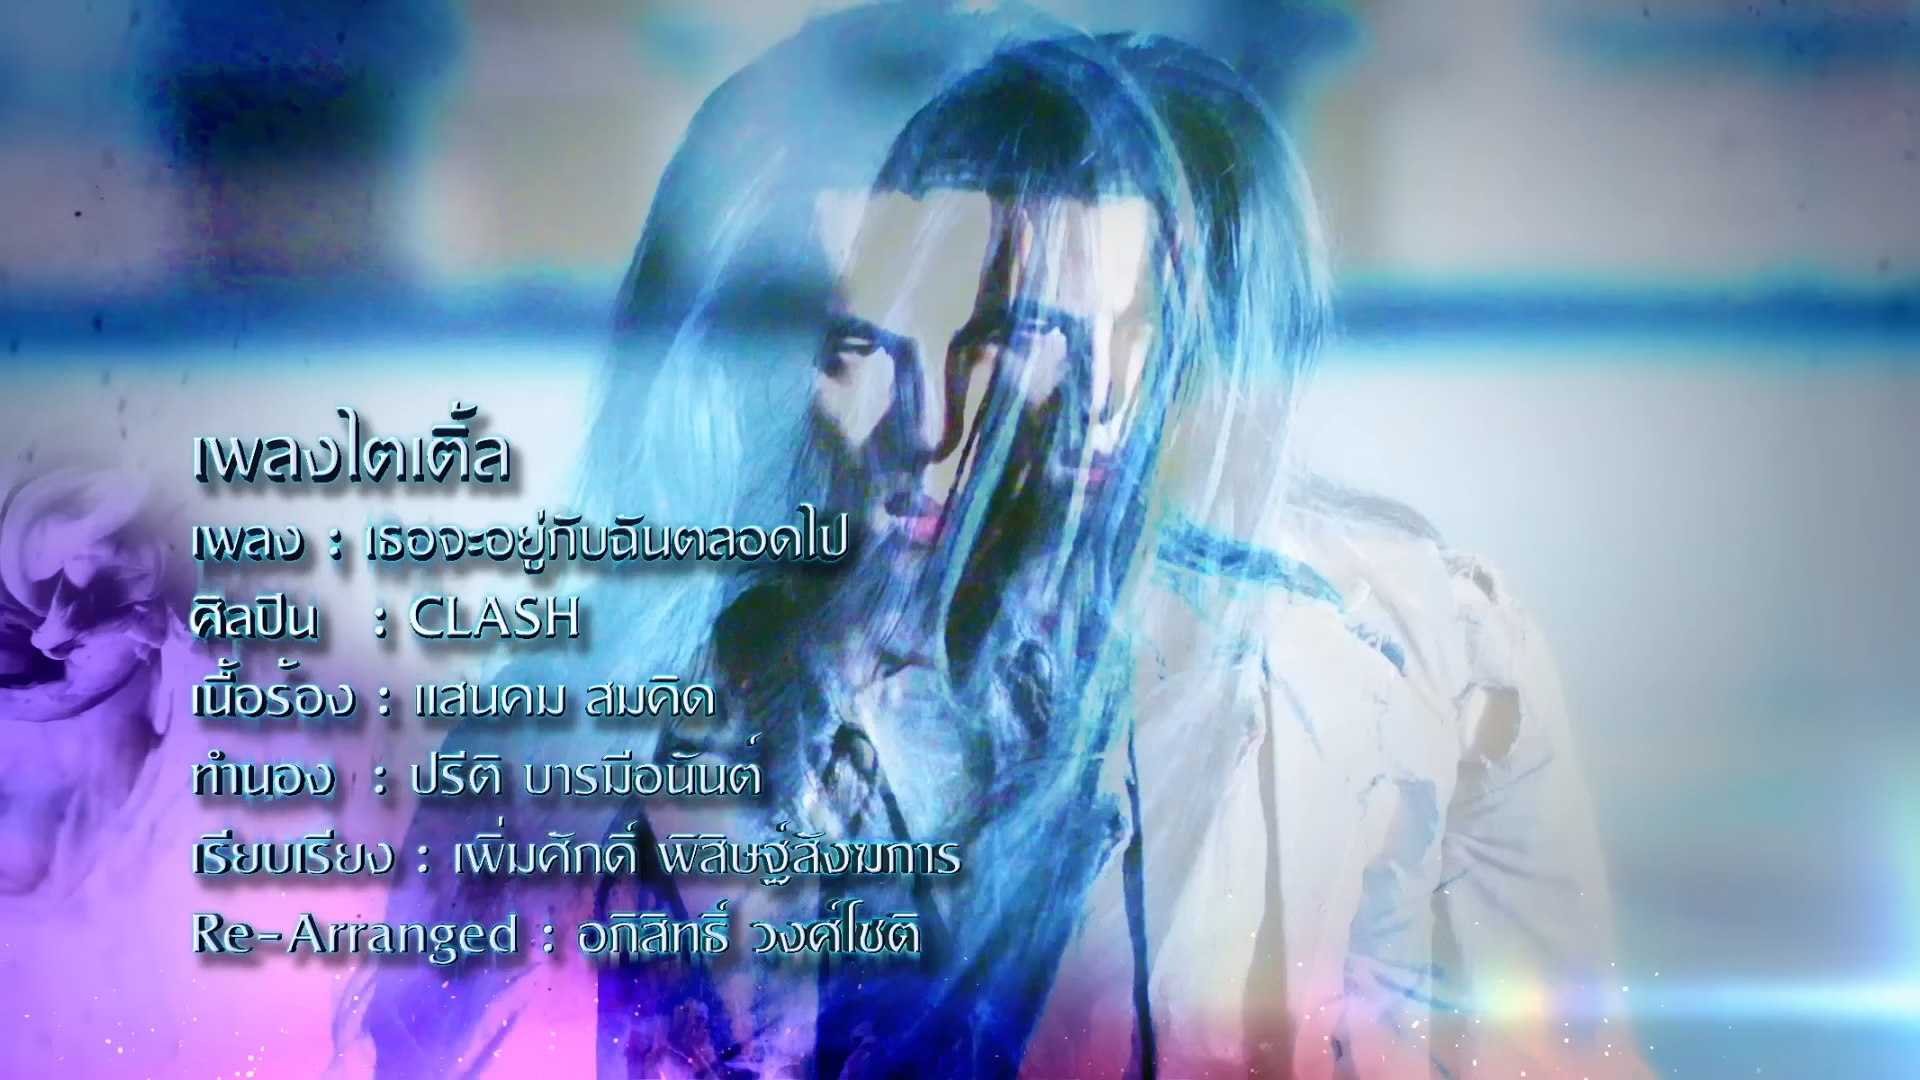 เพลงไตเติ้ล
เพลง : เธอจะอยู่กับฉันตลอดไป
ศิลปิน : CLASH
เนื้อร้อง : แสนคม สมคิด
ทำนอง : ปรีติ บารมีอนันต์
เรียบเรียง : เพิ่มศักดิ์ พิสิษฐ์สังฆการ
Re-Arranged : อภิสิทธิ์ วงศ์โชติ